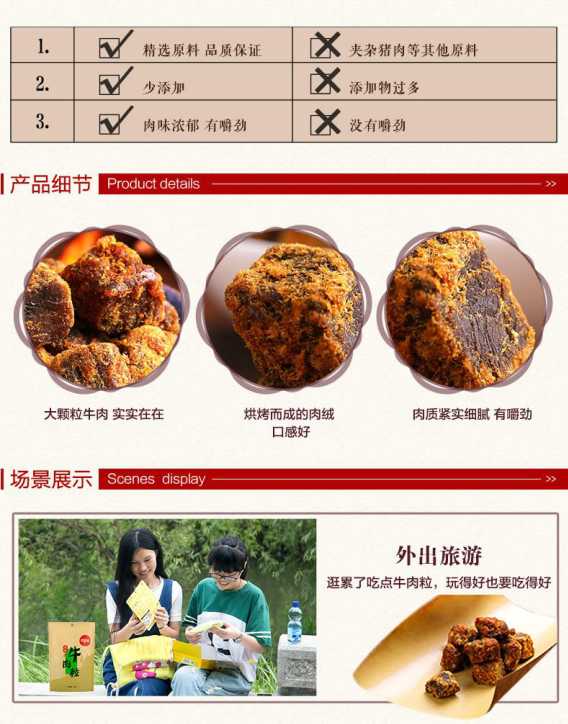 1. 精选原料 品质保证 夹杂猪肉等其他原料
2. 少添加 添加物过多
3. 肉味浓郁 有嚼劲 没有嚼劲
产品细节 Product details >>
大颗粒牛肉 实实在在
烘烤而成的肉绒
口感好
肉质紧实细腻 有嚼劲
场景展示 Scenes display >>
外出旅游
逛累了吃点牛肉粒，玩得好也要吃得好
牛肉粒